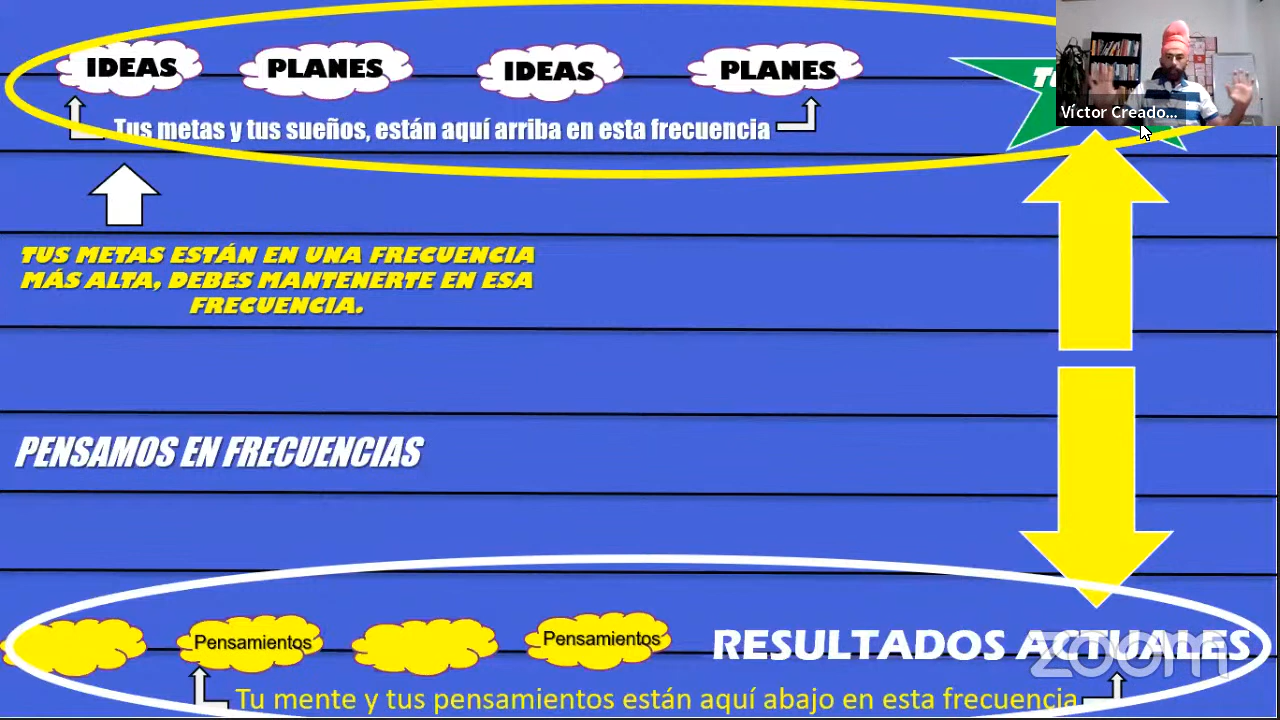 IDEAS PLANES IDEAS PLANES
Víctor Creado...
Tus metas y tus sueños, están aquí arriba en esta frecuencia
TUS METAS ESTÁN EN UNA FRECUENCIA
MÁS ALTA, DEBES MANTENERTE EN ESA
FRECUENCIA.
PENSAMOS EN FRECUENCIAS
Pensamientos Pensamientos
RESULTADOS ACTUALES
zoom
Tu mente y tus pensamientos están aquí abajo en esta frecuencia